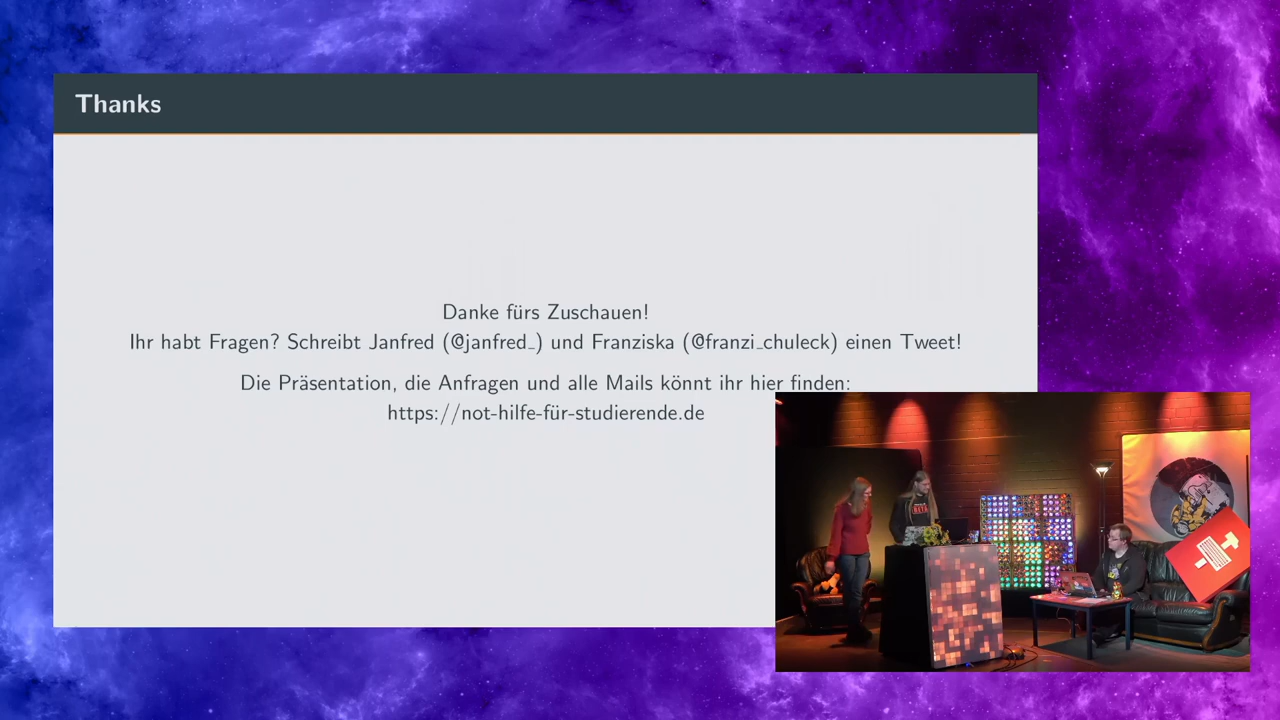 Thanks
Danke fürs Zuschauen!
Ihr habt Fragen? Schreibt Janfred (@janfred_) und Franziska (@franzi_chuleck) einen Tweet!
Die Präsentation, die Anfragen und alle Mails könnt ihr hier finden:
https://not-hilfe-für-studierende.de